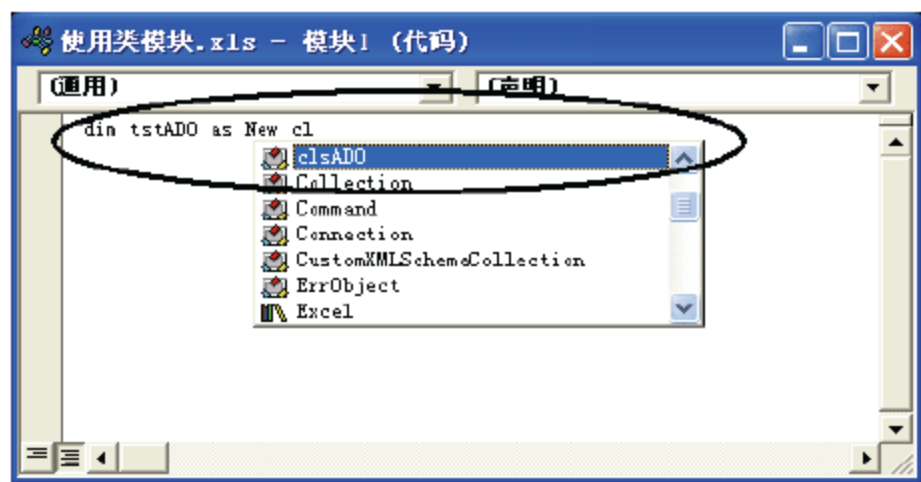 使用类模块.xls - 模块1 (代码)
(通用)
(声明)
din tstADO as New cl
clsADO
Collection
Command
Connection
CustomXMLSchemaCollection
ErrObject
Excel